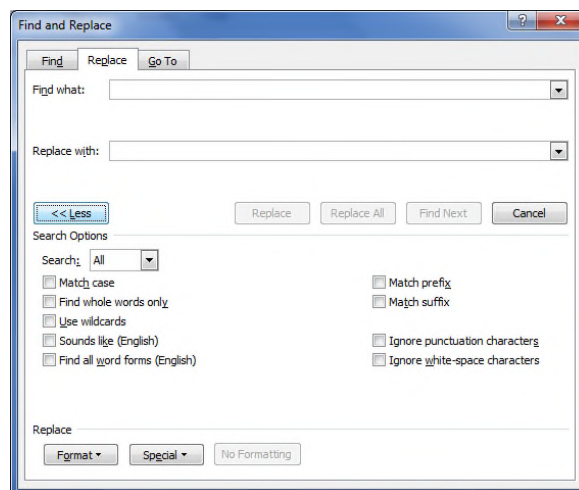 Find and Replace
Find Replace Go To
Find what:
Replace with:
<< Less Replace Replace All Find Next Cancel
Search Options
Search: All
Match case Match prefix
Find whole words only Match suffix
Use wildcards
Sounds like (English) Ignore punctuation characters
Find all word forms (English) Ignore white-space characters
Replace
Format Special No Formatting